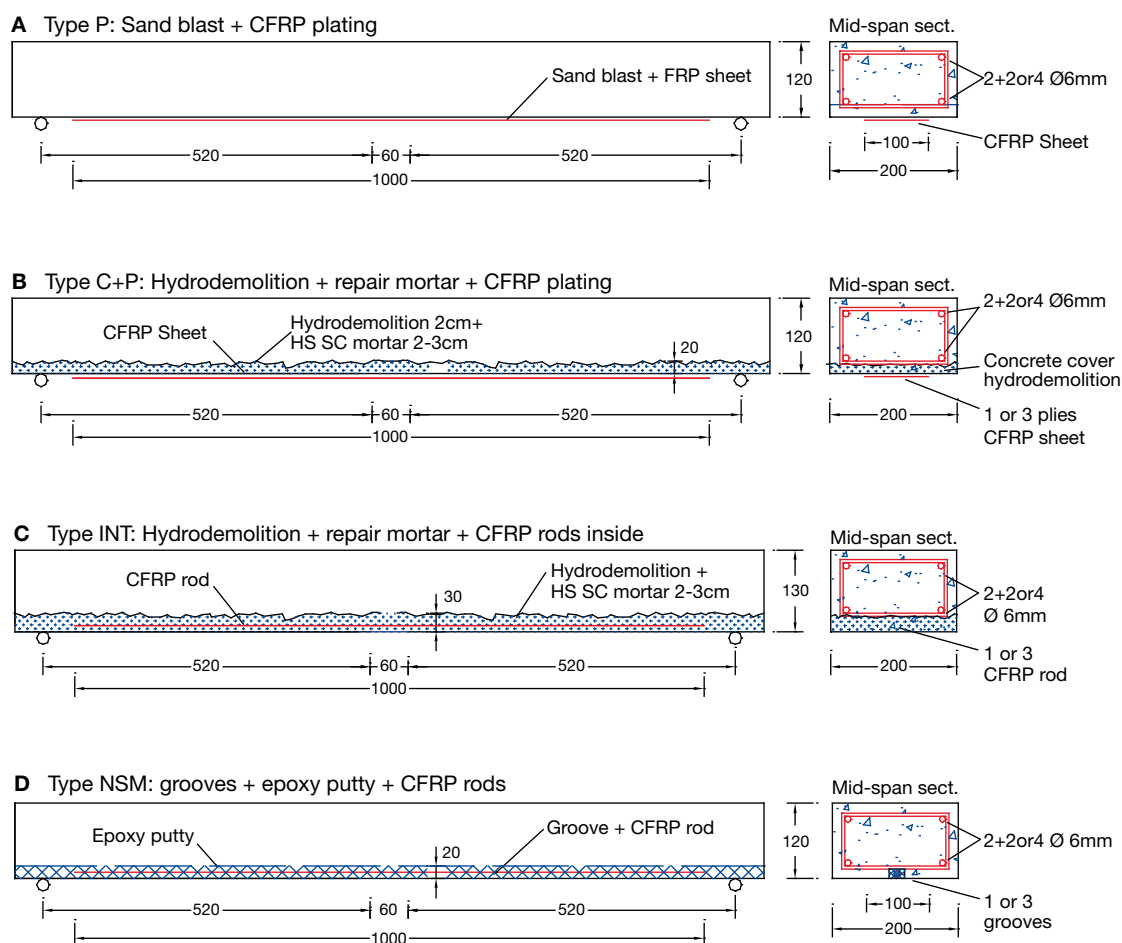 A Type P: Sand blast + CFRP plating
Mid-span sect.
Sand blast + FRP sheet
120
2+2or4 Ø6mm
CFRP Sheet
520
60
520
100
1000
200
B Type C+P: Hydrodemolition + repair mortar + CFRP plating
Mid-span sect.
CFRP Sheet
Hydrodemolition 2cm+
HS SC mortar 2-3cm
20
120
2+2or4 Ø6mm
Concrete cover
hydrodemolition
520
60
520
200
1000
1 or 3 plies
CFRP sheet
C Type INT: Hydrodemolition + repair mortar + CFRP rods inside
Mid-span sect.
CFRP rod
30
Hydrodemolition +
HS SC mortar 2-3cm
130
2+2or4
Ø 6mm
520
60
520
200
1000
1 or 3
CFRP rod
D Type NSM: grooves + epoxy putty + CFRP rods
Mid-span sect.
Epoxy putty
20
Groove + CFRP rod
120
2+2or4 Ø 6mm
520
60
520
100
1 or 3
grooves
1000
200